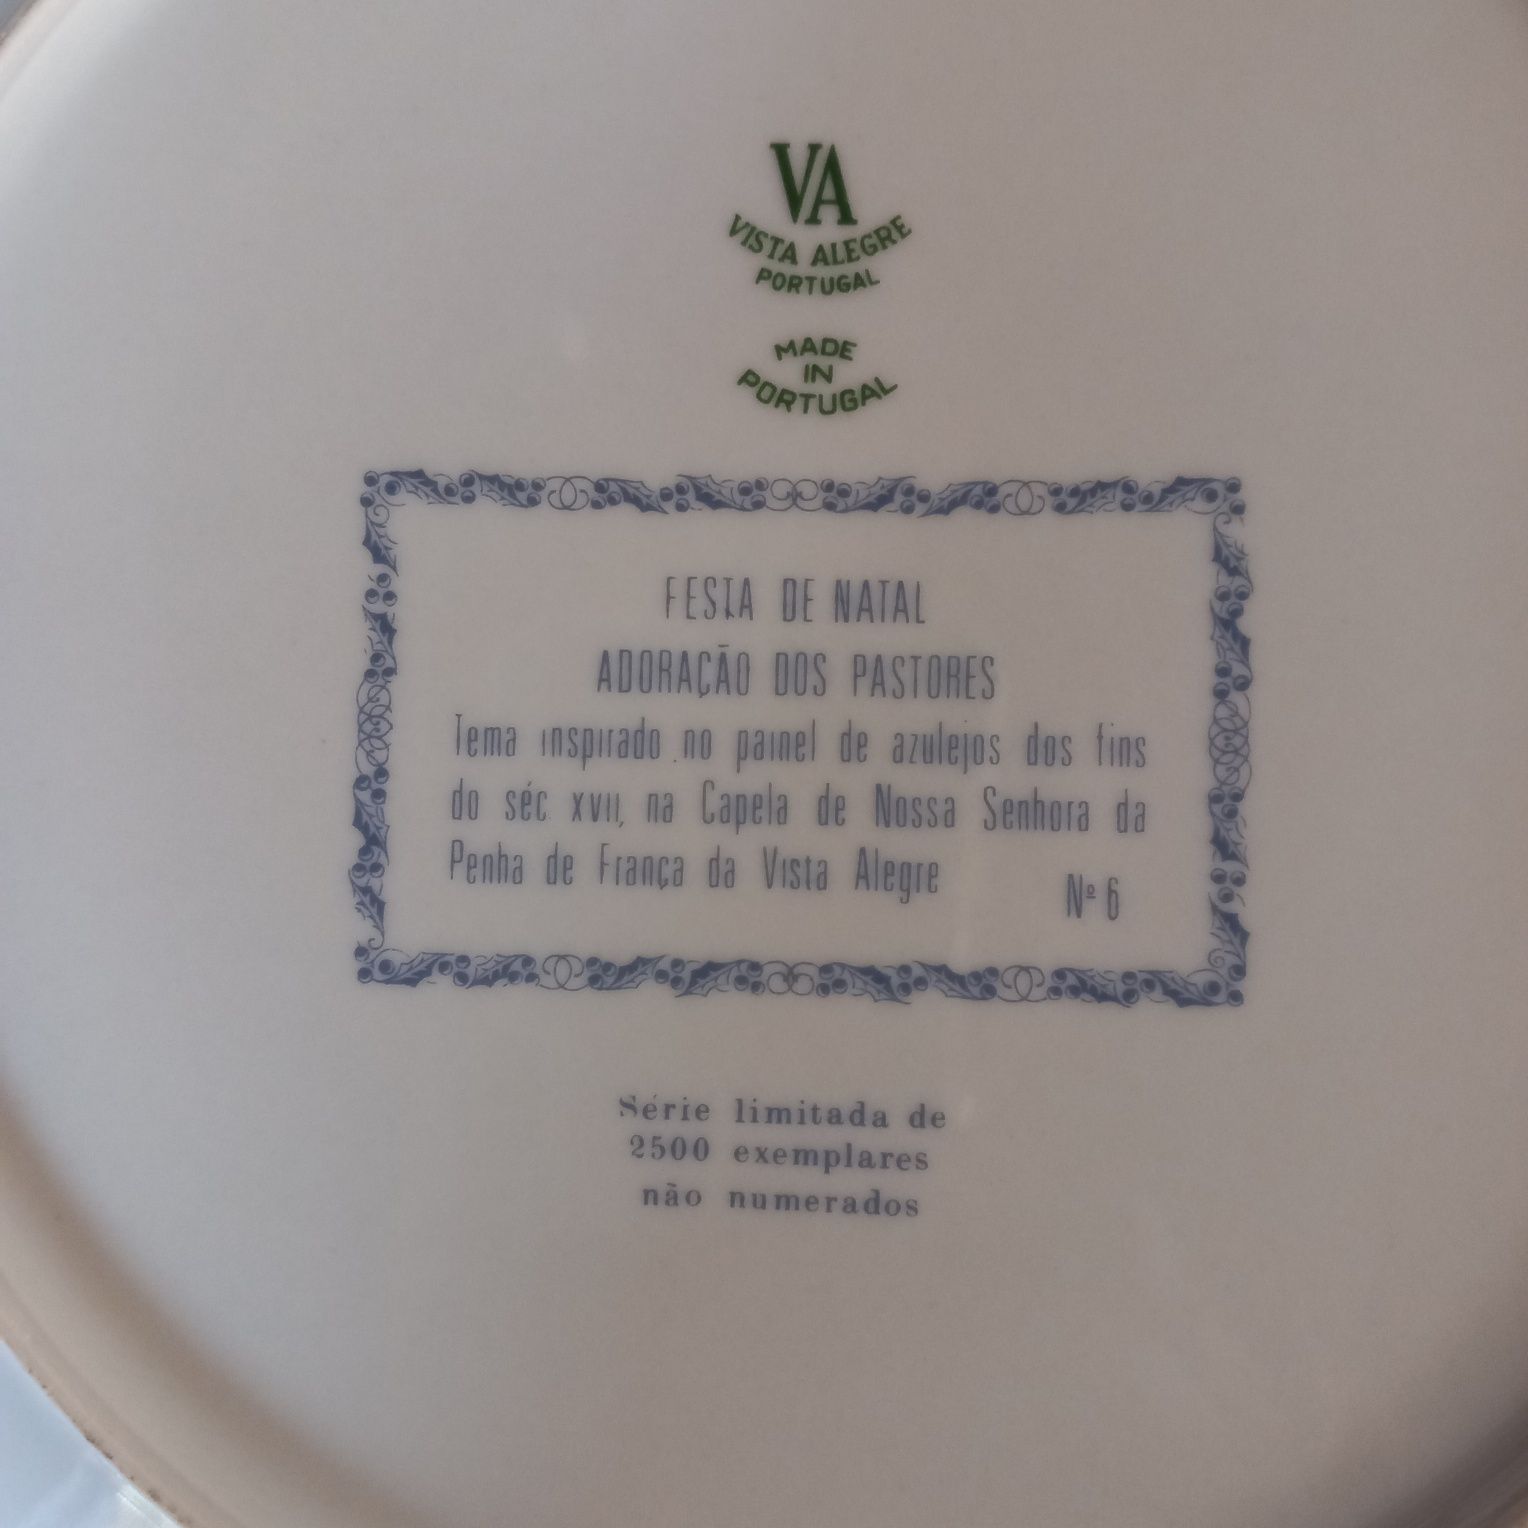 VA
VISTA ALEGRE
PORTUGAL
MADE
IN
PORTUGAL
FESTA DE NATAL
ADORAÇÃO DOS PASTORES
Tema inspirado no painel de azulejos dos fins
do séc XVII, na Capela de Nossa Senhora da
Penha de França da Vista Alegre
Nº 6
Série limitada de
2500 exemplares
não numerados